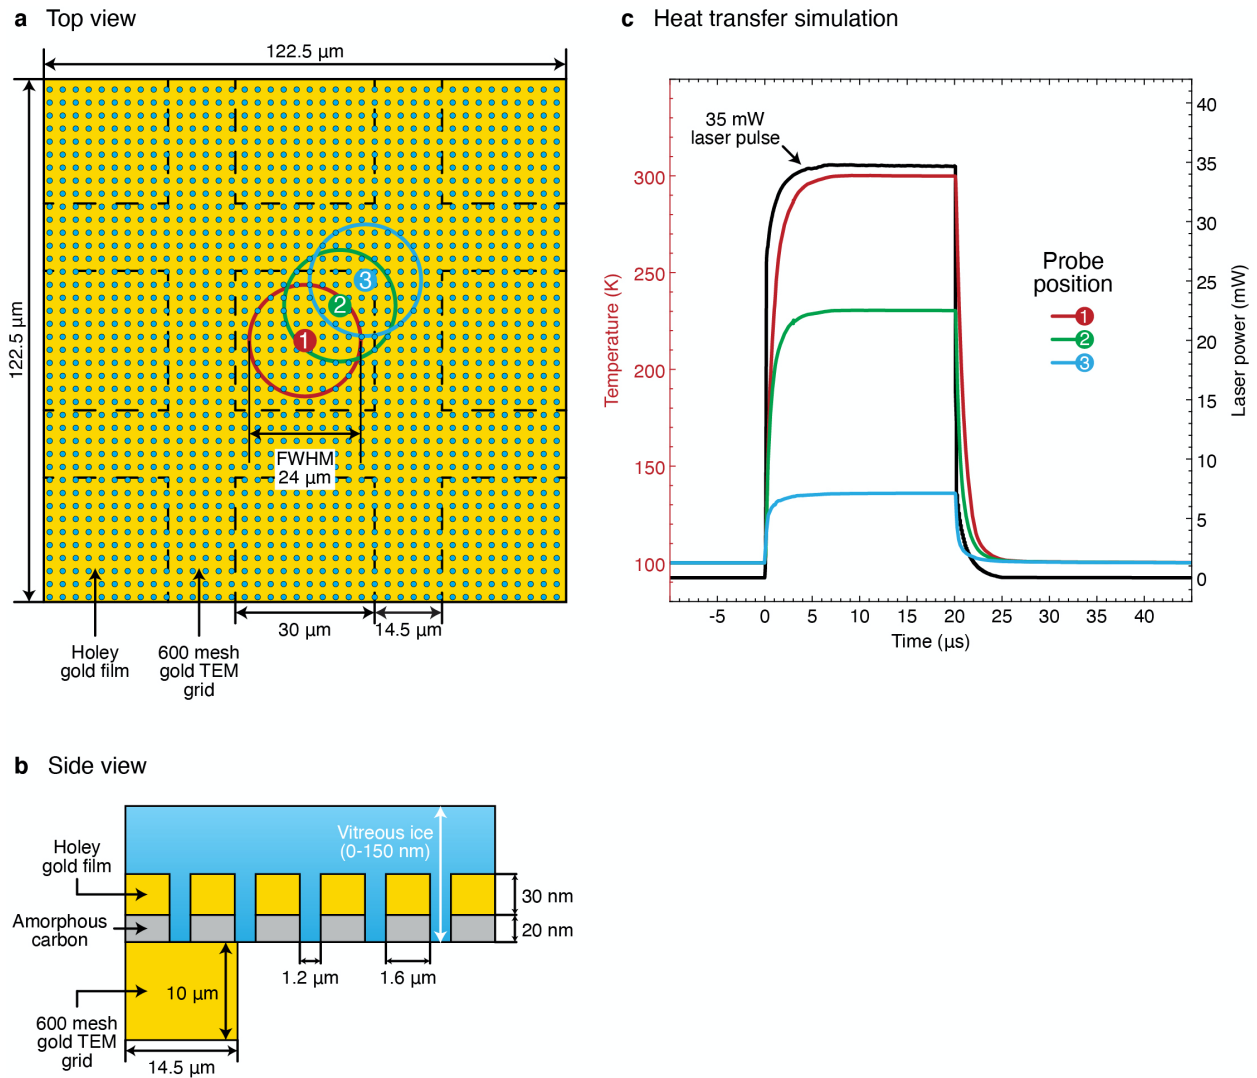 a Top view
122.5 µm
122.5 µm
1
2
3
FWHM
24 µm
30 µm
14.5 µm
Holey
gold film
600 mesh
gold TEM
grid
b Side view
Holey
gold film
Amorphous
carbon
Vitreous ice
(0-150 nm)
30 nm
20 nm
1.2 µm
1.6 µm
10 µm
600 mesh
gold TEM
grid
14.5 µm
c Heat transfer simulation
35 mW
laser pulse
Temperature (K)
300
250
200
150
100
Laser power (mW)
40
35
30
25
20
15
10
5
0
Probe
position
1
2
3
-5 0 5 10 15 20 25 30 35 40
Time (µs)